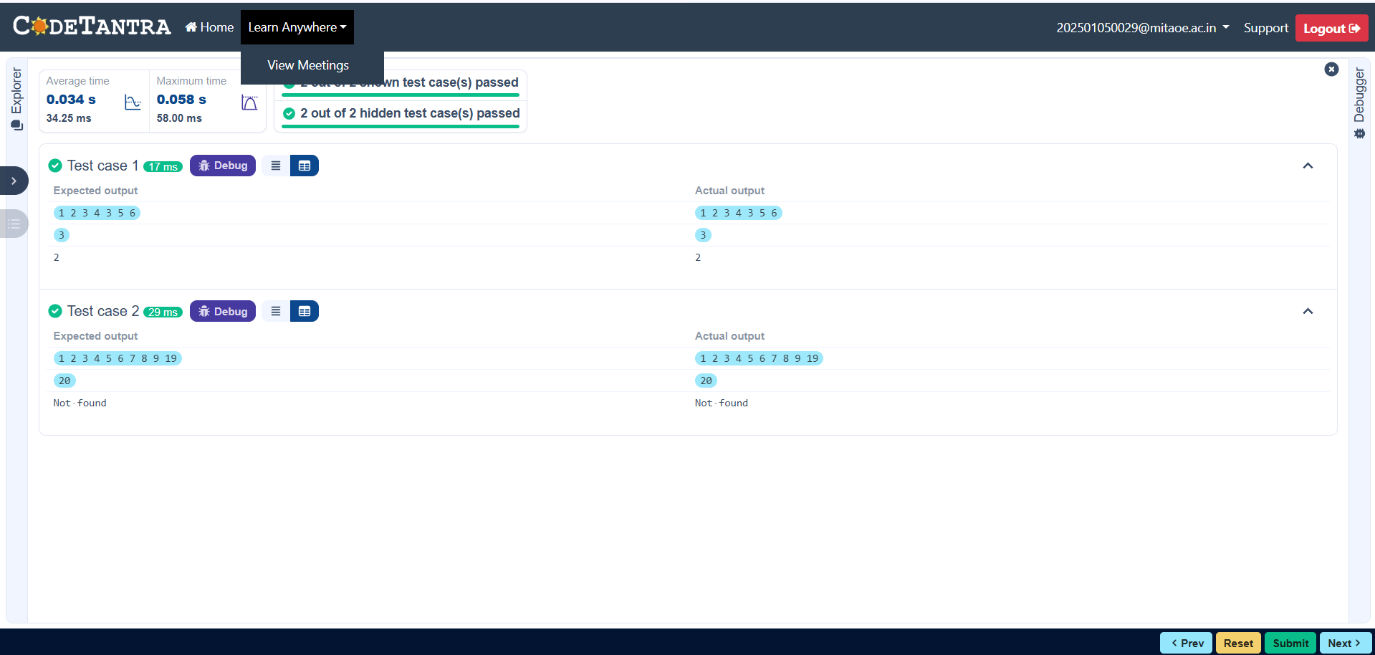 CODETANTRA Home Learn Anywhere 202501050029@mitaoe.ac.in Support Logout
View Meetings
Explorer
Debugger
Average time
0.034 s
34.25 ms
Maximum time
0.058 s
58.00 ms
2 out of 2 shown test case(s) passed
2 out of 2 hidden test case(s) passed
Test case 1 17 ms Debug
Expected output Actual output
1 2 3 4 3 5 6 1 2 3 4 3 5 6
3 3
2 2
Test case 2 29 ms Debug
Expected output Actual output
1 2 3 4 5 6 7 8 9 19 1 2 3 4 5 6 7 8 9 19
20 20
Not·found Not·found
< Prev Reset Submit Next >